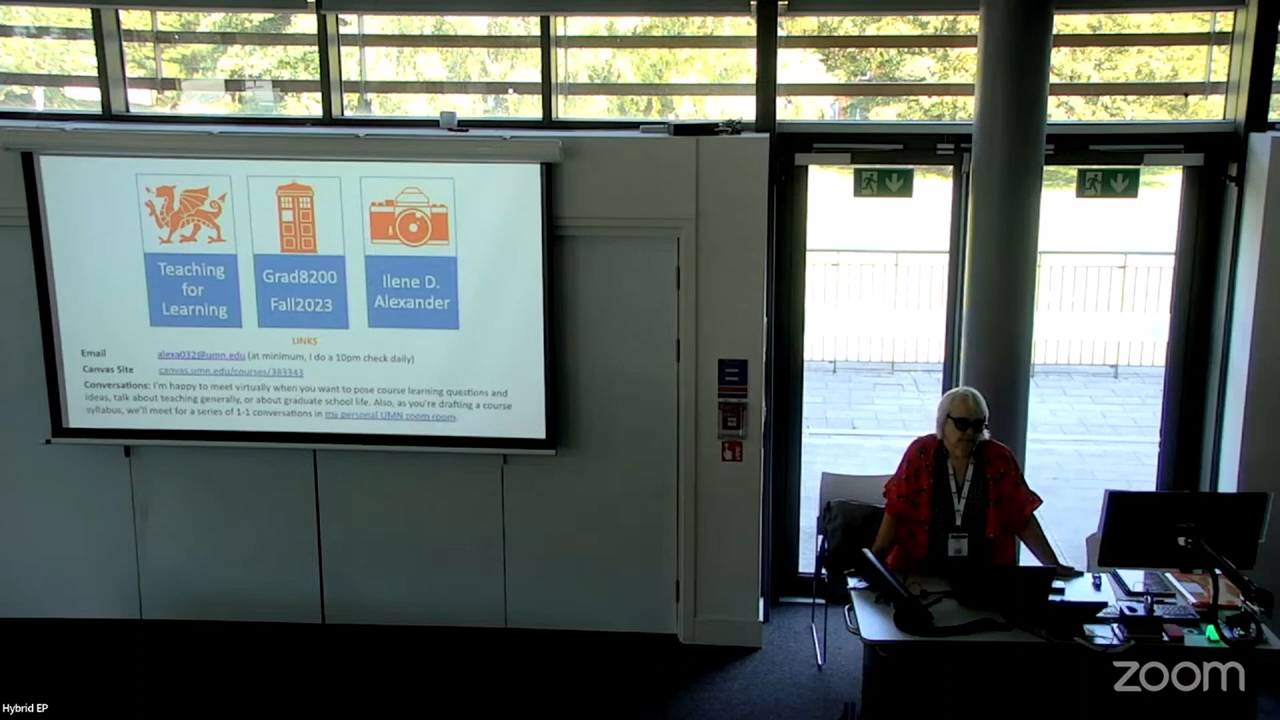 Teaching
for
Learning
Grad8200
Fall2023
Ilene D.
Alexander
LINKS
Email alexa032@umn.edu (at minimum, I do a 10pm check daily)
Canvas Site canvas.umn.edu/courses/383343
Conversations: I'm happy to meet virtually when you want to pose course learning questions and
ideas, talk about teaching generally, or about graduate school life. Also, as you're drafting a course
syllabus, we'll meet for a series of 1-1 conversations in my personal UMN zoom room.
zoom
Hybrid EP